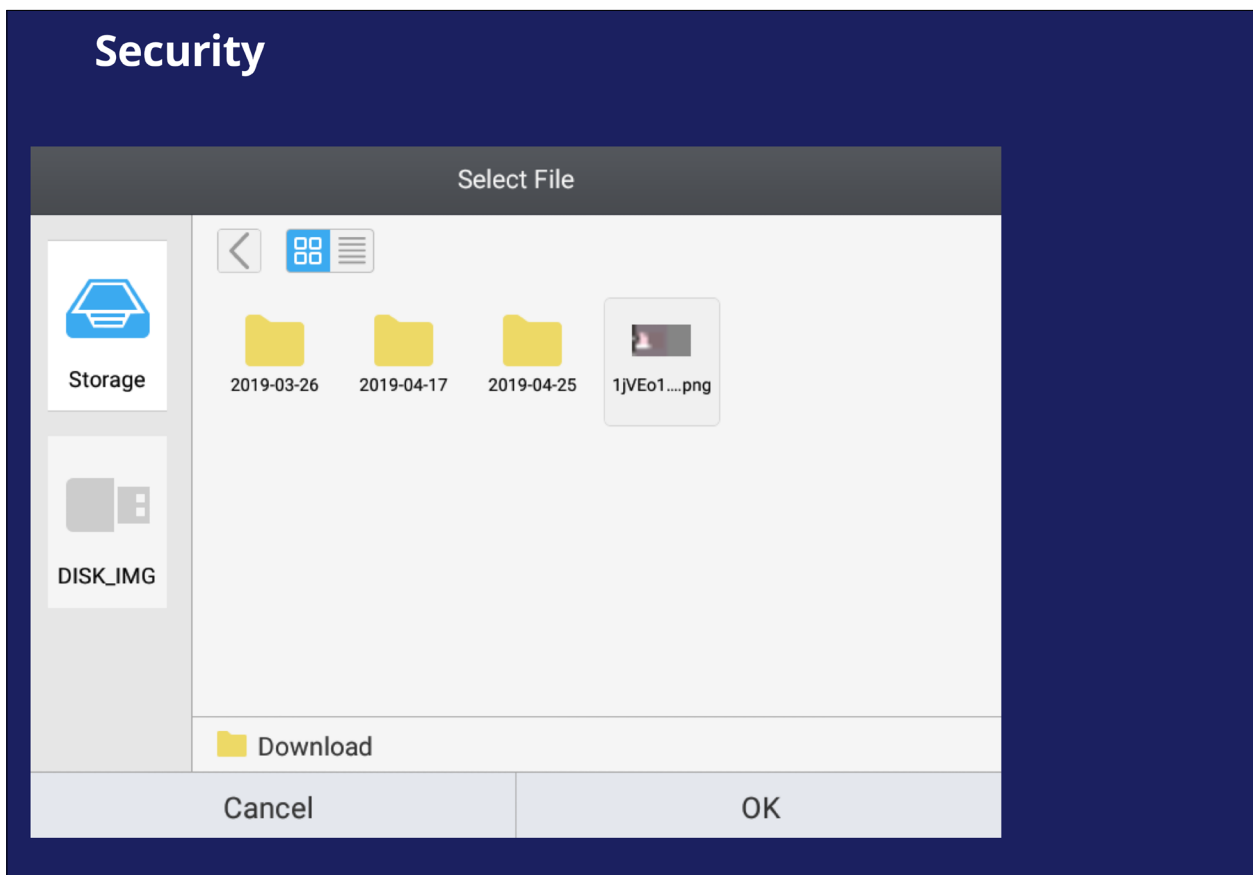 Security
Select File
Storage
2019-03-26
2019-04-17
2019-04-25
1jVEo1....png
DISK_IMG
Download
Cancel
OK